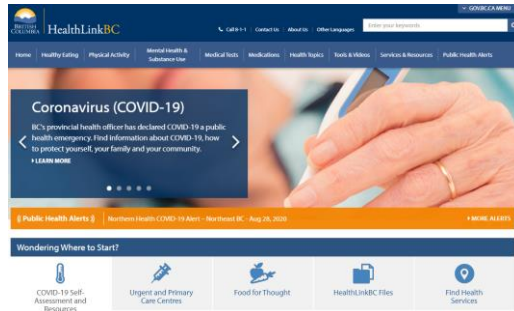 GOV.BC.CA MENU
BRITISH COLUMBIA
HealthLinkBC
Call 8-1-1 | Contact Us | About Us | Other Languages
Enter your keywords
Home
Healthy Eating
Physical Activity
Mental Health &
Substance Use
Medical Tests
Medications
Health Topics
Tools & Videos
Services & Resources
Public Health Alerts
Coronavirus (COVID-19)
BC's provincial health officer has declared COVID-19 a public
health emergency. Find information about COVID-19, how
to protect yourself, your family and your community.
LEARN MORE
Public Health Alerts
Northern Health COVID-19 Alert – Northeast BC - Aug 28, 2020
MORE ALERTS
Wondering Where to Start?
COVID-19 Self-
Assessment and
Resources
Urgent and Primary
Care Centres
Food for Thought
HealthLinkBC Files
Find Health
Services